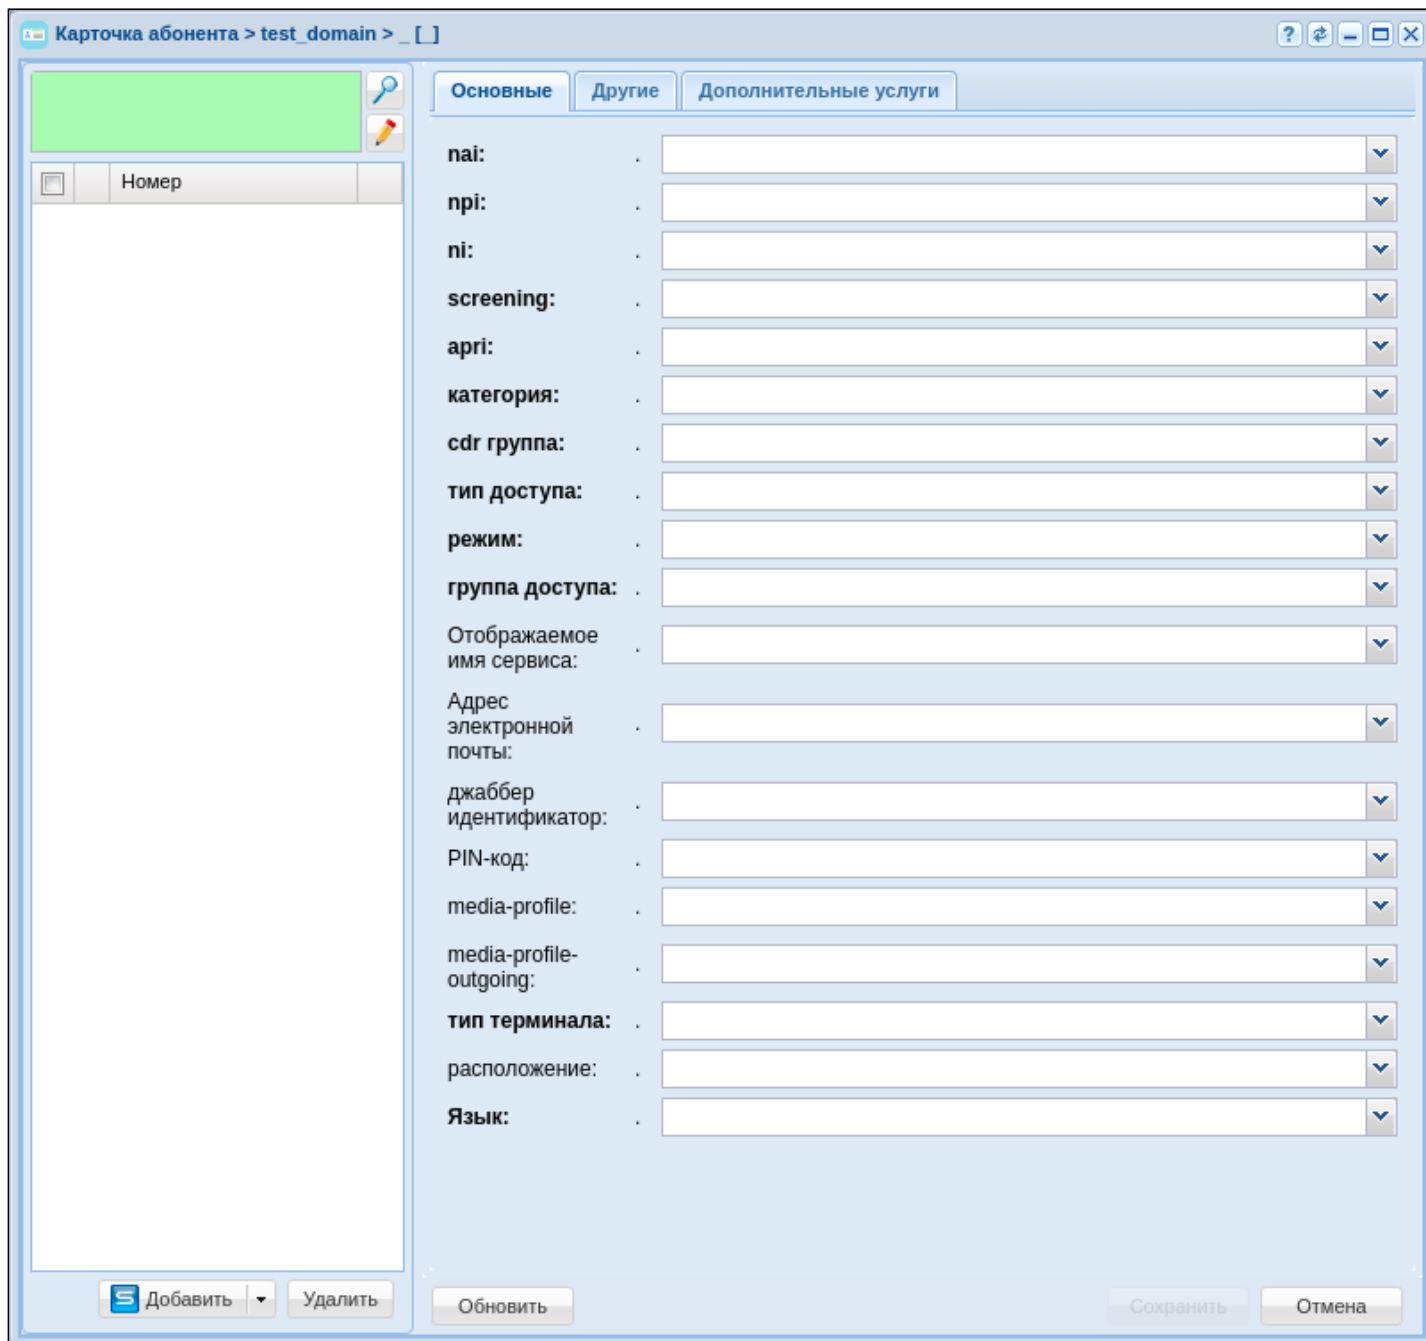 Карточка абонента > test_domain > _ [_]
Основные
Другие
Дополнительные услуги
Номер
nai: .
npi: .
ni: .
screening: .
apri: .
категория: .
cdr группа: .
тип доступа: .
режим: .
группа доступа: .
Отображаемое
имя сервиса: .
Адрес
электронной .
почты:
джаббер
идентификатор: .
PIN-код: .
media-profile: .
media-profile-
outgoing: .
тип терминала: .
расположение: .
Язык: .
Добавить
Удалить
Обновить
Сохранить
Отмена